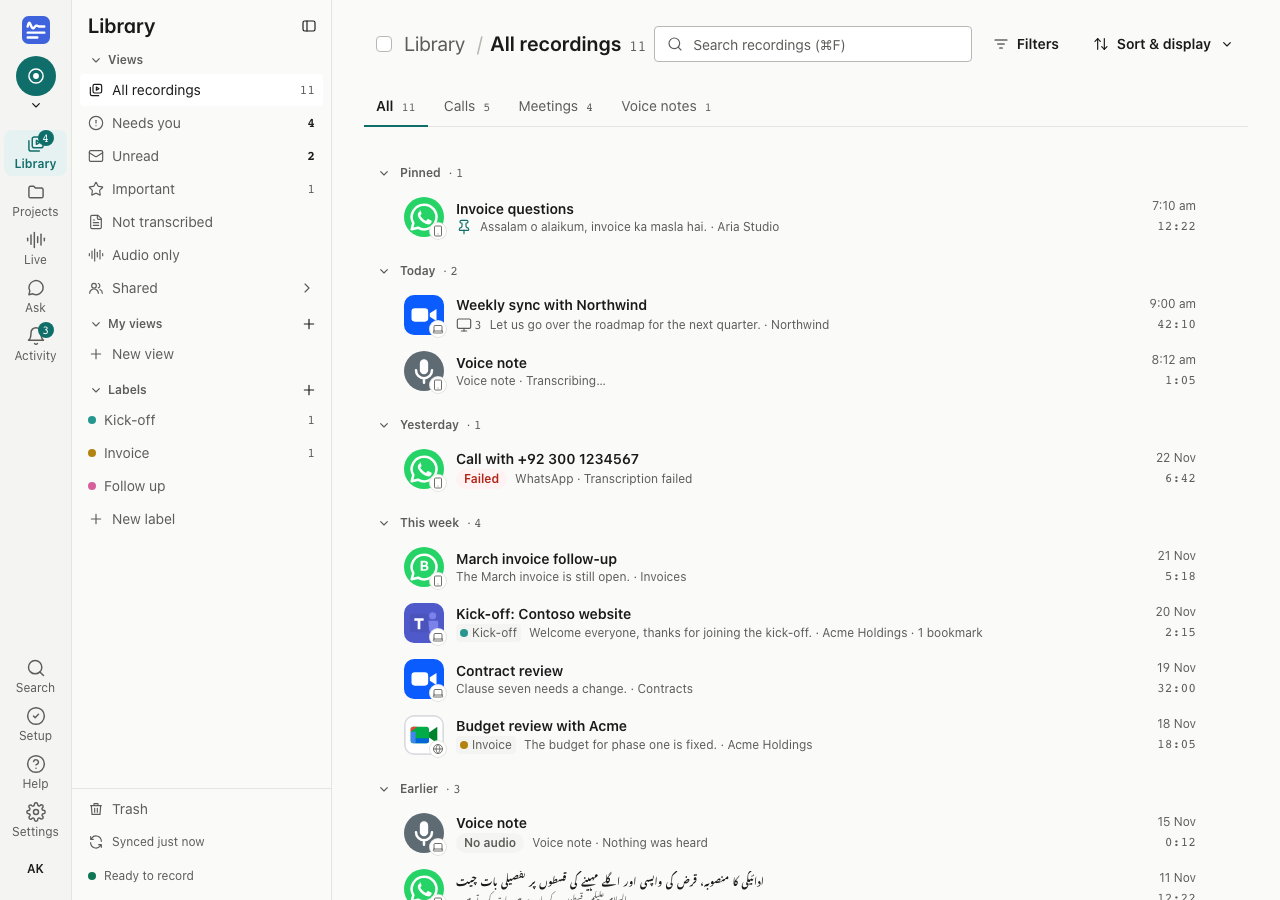 Library
Views
All recordings 11
Needs you 4
Unread 2
Important 1
Not transcribed
Audio only
Shared
My views
New view
Labels
Kick-off 1
Invoice 1
Follow up
New label
Trash
Synced just now
Ready to record
4
Library
Projects
Live
Ask
3
Activity
Search
Setup
Help
Settings
AK
Library / All recordings 11
Search recordings (⌘F)
Filters
Sort & display
All 11 Calls 5 Meetings 4 Voice notes 1
Pinned · 1
Invoice questions 7:10 am
Assalam o alaikum, invoice ka masla hai. · Aria Studio 12:22
Today · 2
Weekly sync with Northwind 9:00 am
3 Let us go over the roadmap for the next quarter. · Northwind 42:10
Voice note 8:12 am
Voice note · Transcribing... 1:05
Yesterday · 1
Call with +92 300 1234567 22 Nov
Failed WhatsApp · Transcription failed 6:42
This week · 4
B
March invoice follow-up 21 Nov
The March invoice is still open. · Invoices 5:18
T
Kick-off: Contoso website 20 Nov
Kick-off Welcome everyone, thanks for joining the kick-off. · Acme Holdings · 1 bookmark 2:15
Contract review 19 Nov
Clause seven needs a change. · Contracts 32:00
Budget review with Acme 18 Nov
Invoice The budget for phase one is fixed. · Acme Holdings 18:05
Earlier · 3
Voice note 15 Nov
No audio Voice note · Nothing was heard 0:12
ادائیگی کا منصوبہ، قرض کی واپسی اور اگلے مہینے کی قسطوں پر تفصیلی بات چیت 11 Nov
12:22